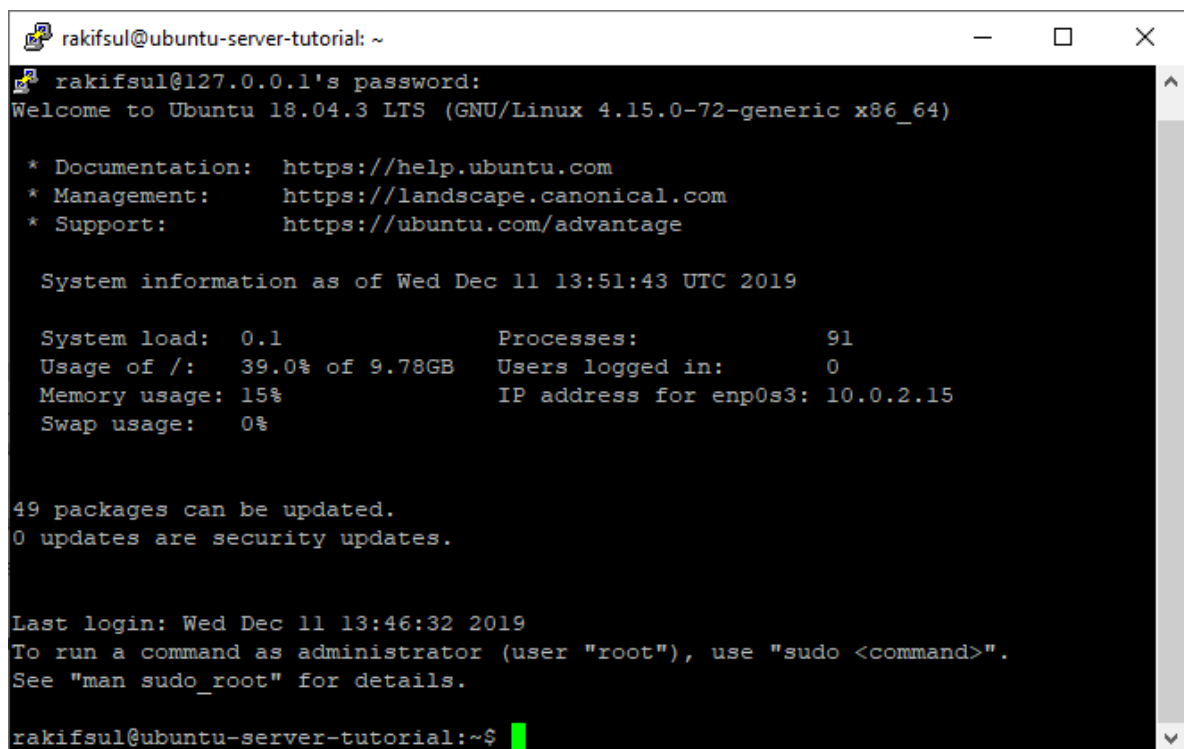 rakifsul@ubuntu-server-tutorial: ~
rakifsul@127.0.0.1's password:
Welcome to Ubuntu 18.04.3 LTS (GNU/Linux 4.15.0-72-generic x86_64)
* Documentation:  https://help.ubuntu.com
* Management:     https://landscape.canonical.com
* Support:        https://ubuntu.com/advantage
System information as of Wed Dec 11 13:51:43 UTC 2019
System load:  0.1                Processes:             91
Usage of /:   39.0% of 9.78GB   Users logged in:       0
Memory usage: 15%                IP address for enp0s3: 10.0.2.15
Swap usage:   0%
49 packages can be updated.
0 updates are security updates.
Last login: Wed Dec 11 13:46:32 2019
To run a command as administrator (user "root"), use "sudo <command>".
See "man sudo_root" for details.
rakifsul@ubuntu-server-tutorial:~$